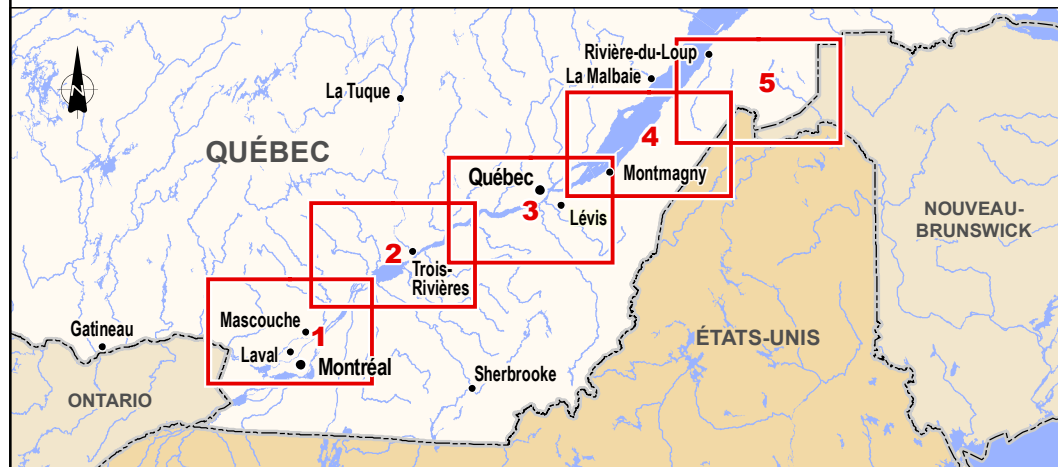 N
Rivière-du-Loup
La Malbaie
5
La Tuque
4
QUÉBEC
Québec
Montmagny
3
Lévis
NOUVEAU-
BRUNSWICK
2
Trois-
Rivières
Mascouche
1
Gatineau
Laval
Montréal
ÉTATS-UNIS
Sherbrooke
ONTARIO